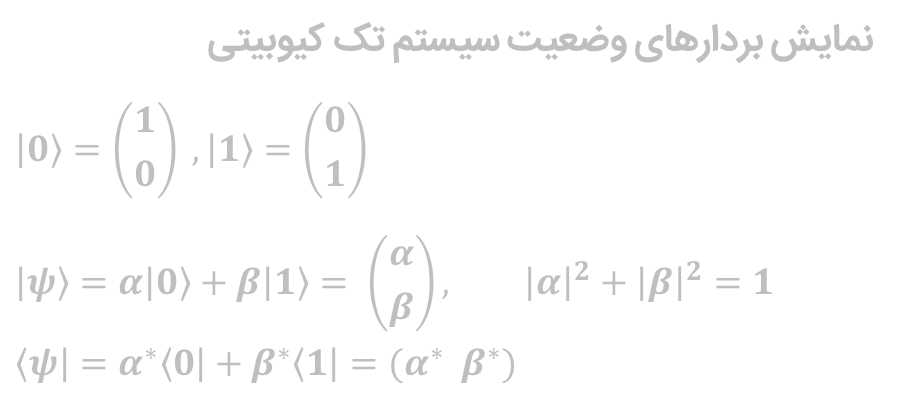 نمایش بردارهای وضعیت سیستم تک کیوبیتی
|0⟩ = (1 0) , |1⟩ = (0 1)
|ψ⟩ = α|0⟩ + β|1⟩ = (α β), |α|² + |β|² = 1
⟨ψ| = α*⟨0| + β*⟨1| = (α* β*)